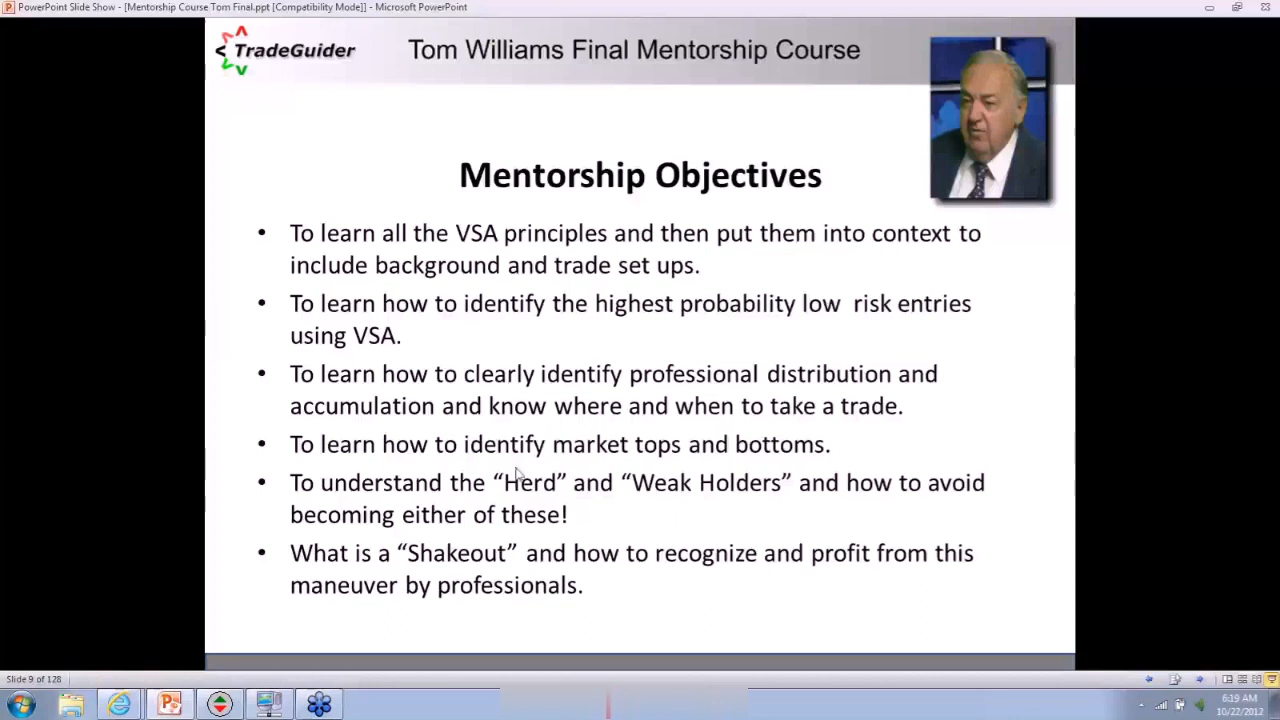 PowerPoint Slide Show - [Mentorship Course Tom Final.ppt [Compatibility Mode]] - Microsoft PowerPoint
TradeGuider
Tom Williams Final Mentorship Course
Mentorship Objectives
• To learn all the VSA principles and then put them into context to
include background and trade set ups.
• To learn how to identify the highest probability low  risk entries
using VSA.
• To learn how to clearly identify professional distribution and
accumulation and know where and when to take a trade.
• To learn how to identify market tops and bottoms.
• To understand the “Herd” and “Weak Holders” and how to avoid
becoming either of these!
• What is a “Shakeout” and how to recognize and profit from this
maneuver by professionals.
Slide 9 of 128
6:19 AM
10/22/2012